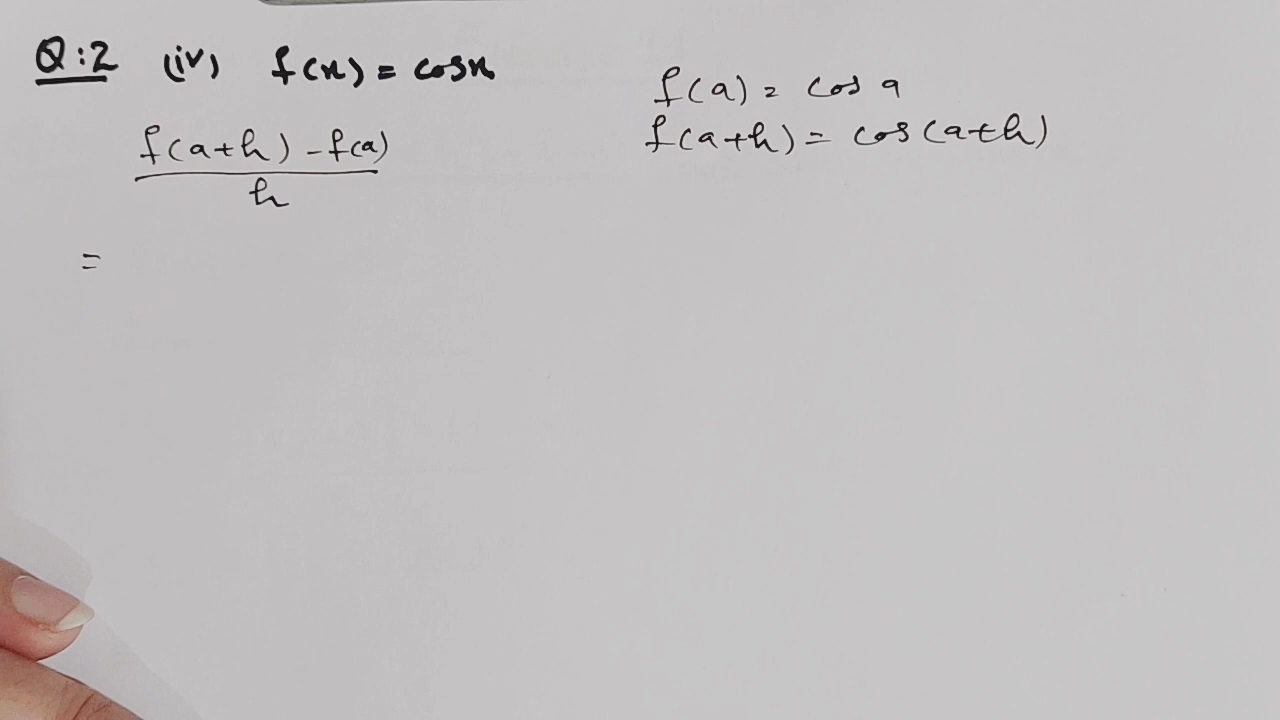 Q:2 (iv) f(x) = cosx
f(a) = cos a
f(a+h) = cos(a+h)
f(a+h) - f(a)
h
=